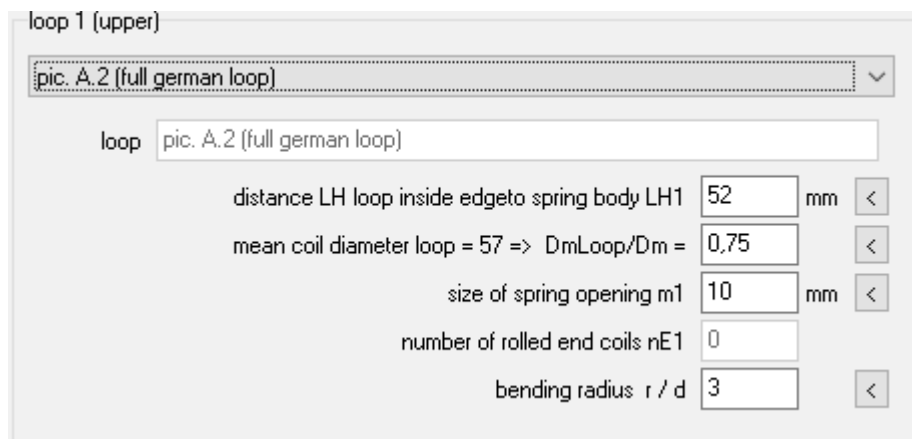 loop 1 (upper)
pic. A.2 (full german loop)
loop pic. A.2 (full german loop)
distance LH loop inside edgeto spring body LH1 52 mm <
mean coil diameter loop = 57 => DmLoop/Dm = 0,75 <
size of spring opening m1 10 mm <
number of rolled end coils nE1 0
bending radius r / d 3 <